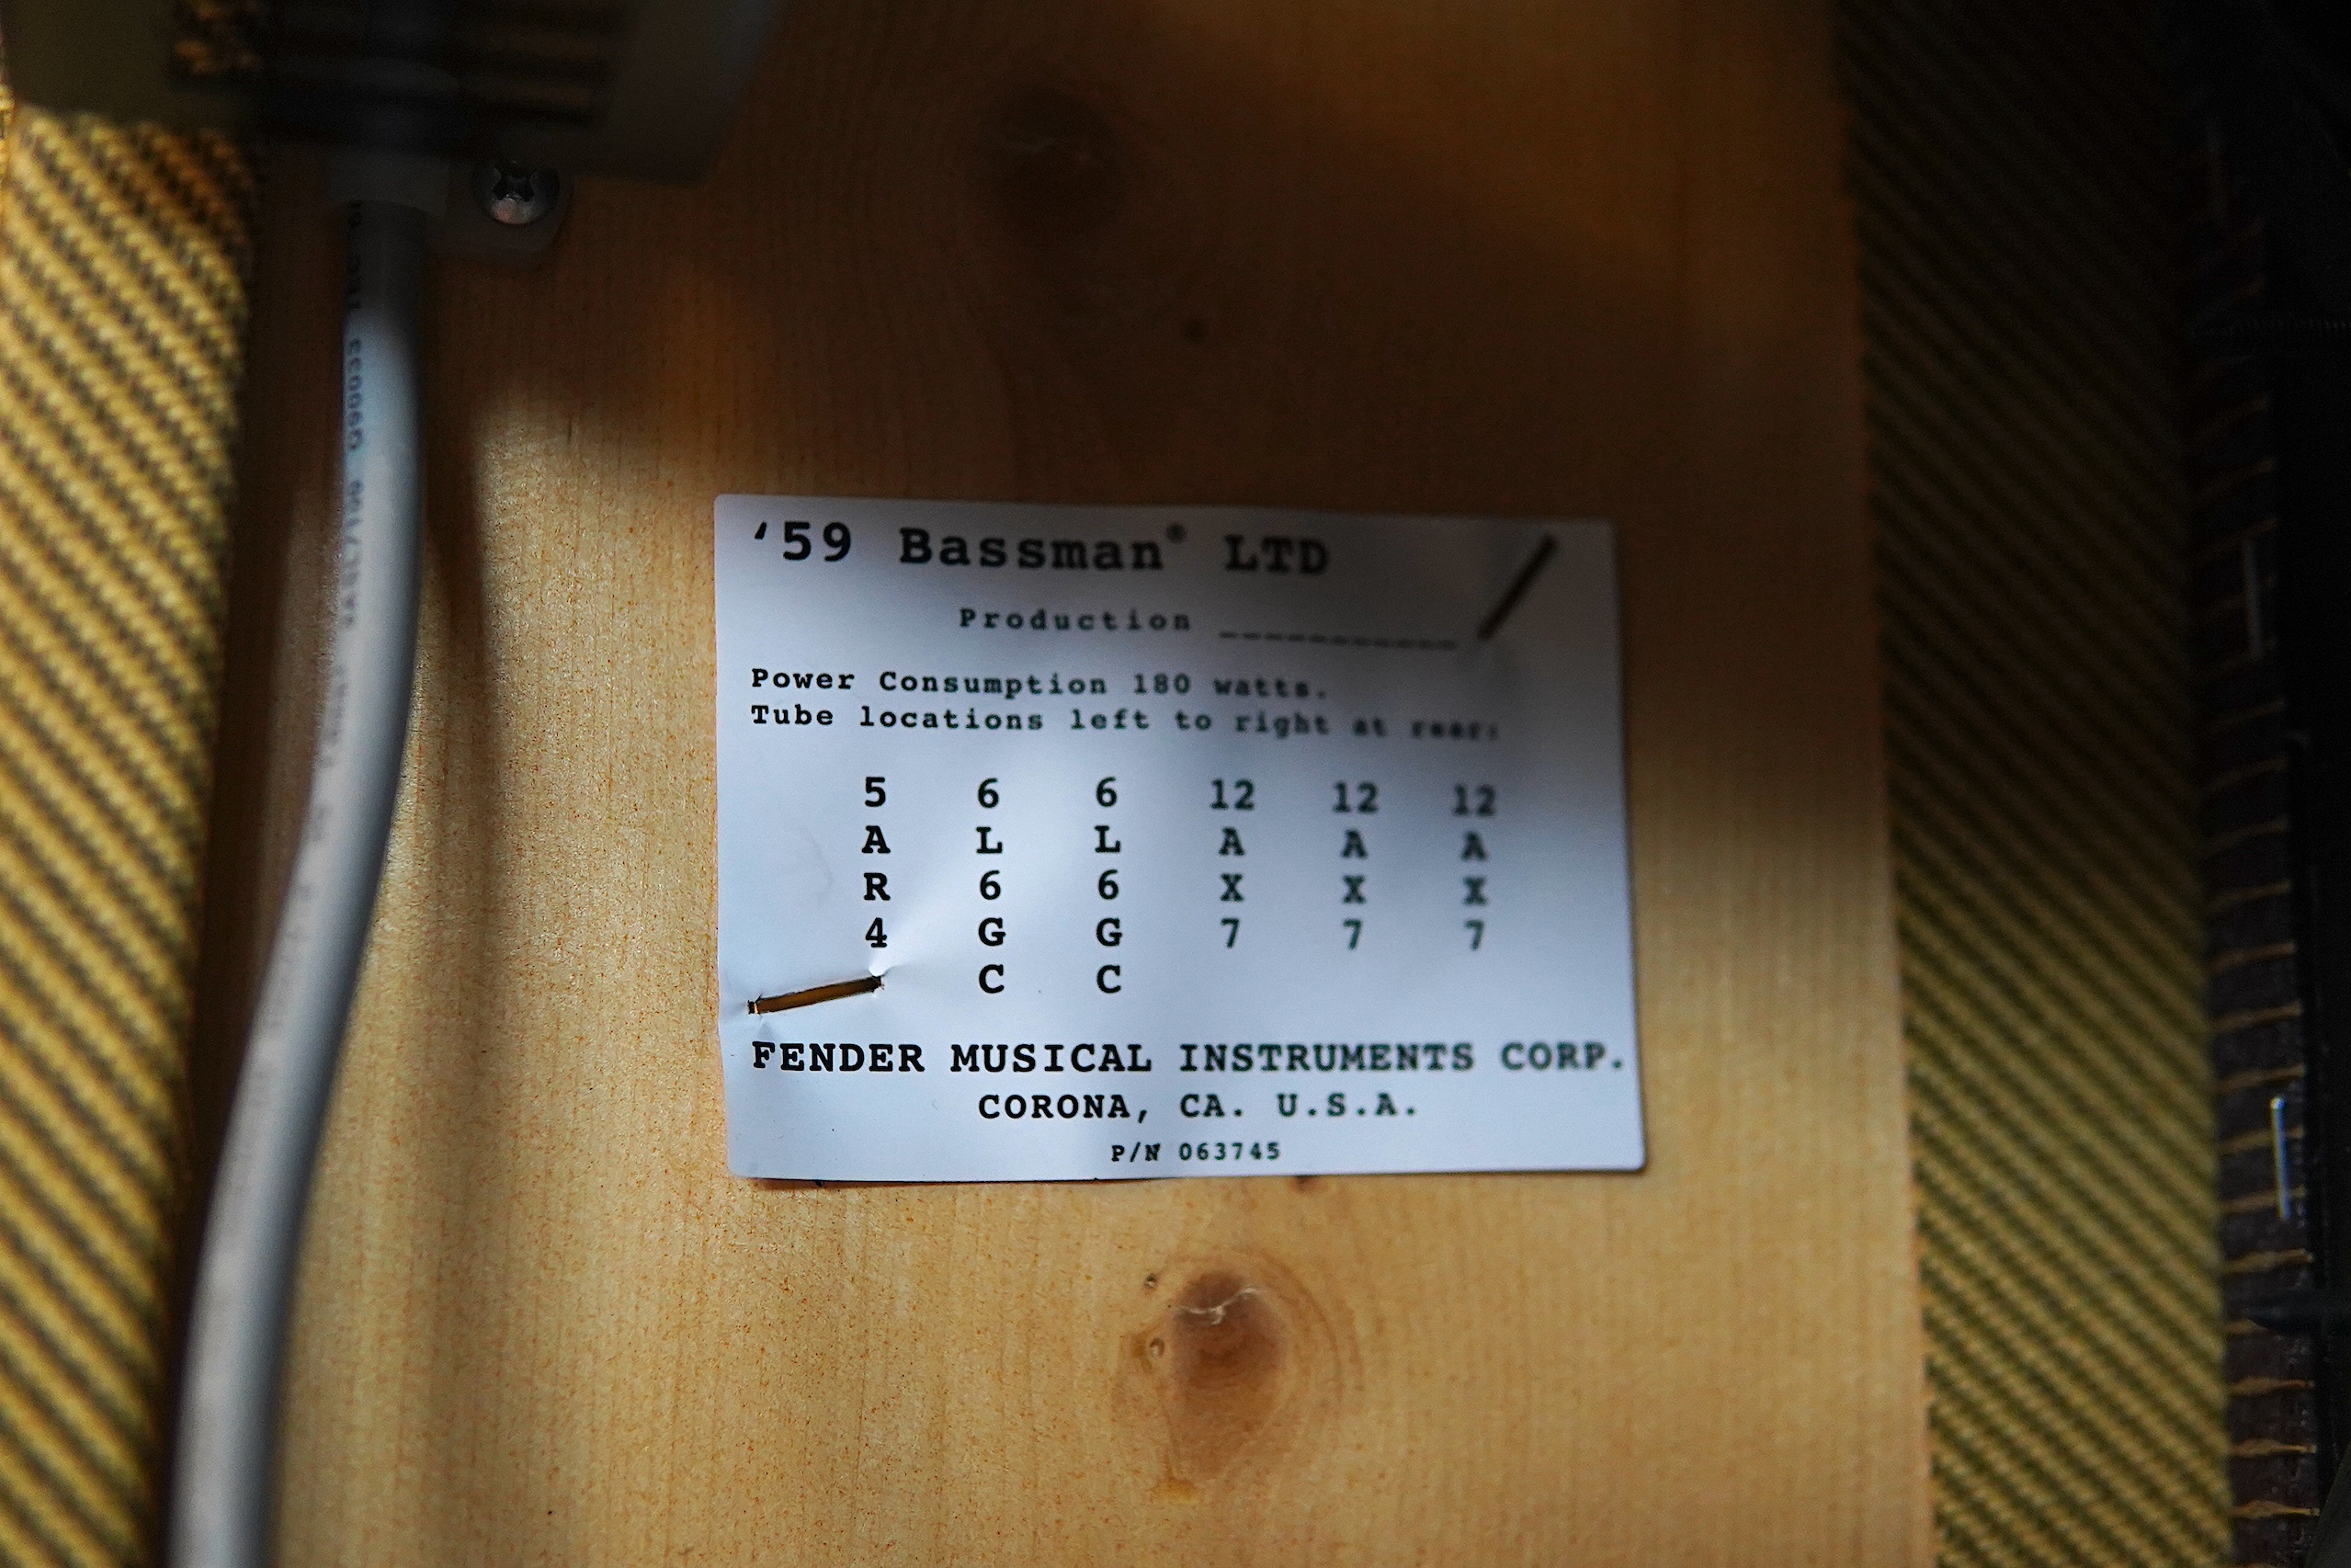 '59 Bassman® LTD
Production ___________
Power Consumption 180 watts.
Tube locations left to right at rear:
5 6 6 12 12 12
A L L A A A
R 6 6 X X X
4 G G 7 7 7
C C
FENDER MUSICAL INSTRUMENTS CORP.
CORONA, CA. U.S.A.
P/N 063745